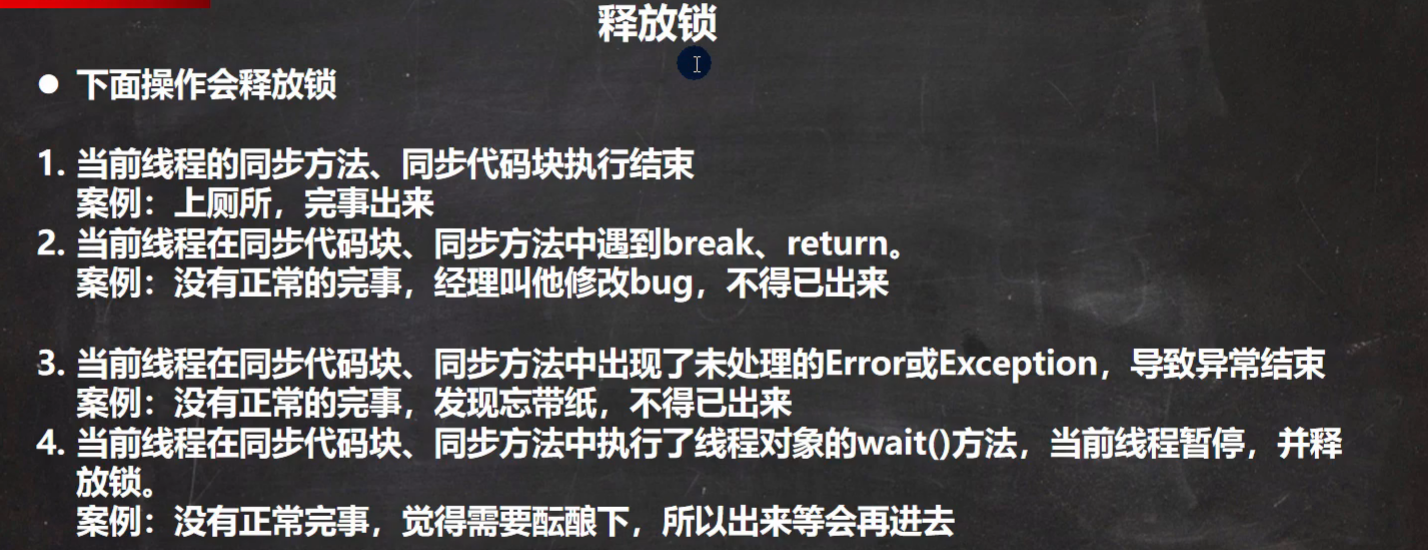 释放锁
● 下面操作会释放锁
1. 当前线程的同步方法、同步代码块执行结束
案例：上厕所，完事出来
2. 当前线程在同步代码块、同步方法中遇到break、return。
案例：没有正常的完事，经理叫他修改bug，不得已出来
3. 当前线程在同步代码块、同步方法中出现了未处理的Error或Exception，导致异常结束
案例：没有正常的完事，发现忘带纸，不得已出来
4. 当前线程在同步代码块、同步方法中执行了线程对象的wait()方法，当前线程暂停，并释
放锁。
案例：没有正常完事，觉得需要酝酿下，所以出来等会再进去